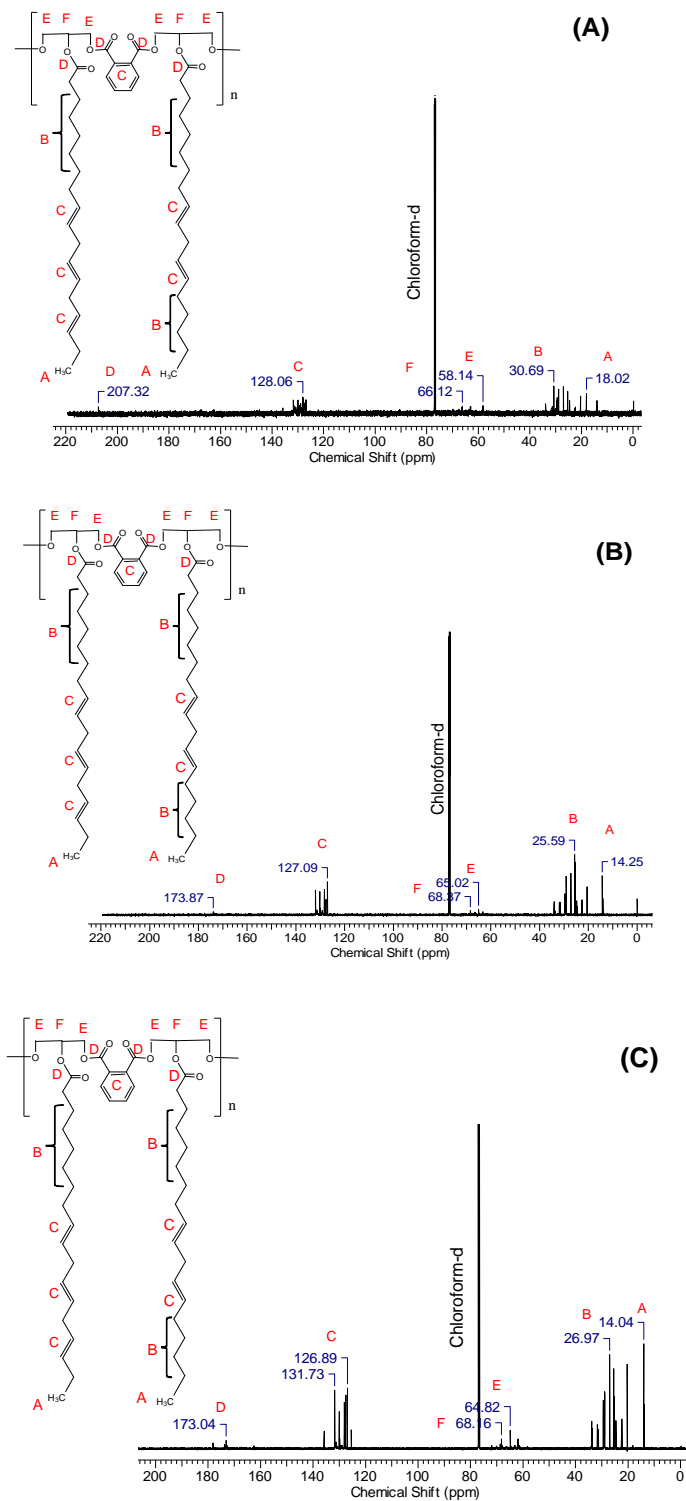 E F E E F E
O O D D O O
O O O O
D O C D O
n
B B
C C
C C
C B
H₃C H₃C
A A
(A)
Chloroform-d
D C F E B A
207.32 128.06 66.12 58.14 30.69 18.02
220 200 180 160 140 120 100 80 60 40 20 0
Chemical Shift (ppm)
E F E E F E
O O D D O O
O O O O
D O C D O
n
B B
C C
C C
C B
H₃C H₃C
A A
(B)
Chloroform-d
D C F E B A
173.87 127.09 68.37 65.02 25.59 14.25
220 200 180 160 140 120 100 80 60 40 20 0
Chemical Shift (ppm)
E F E E F E
O O D D O O
O O O O
D O C D O
n
B B
C C
C C
C B
H₃C H₃C
A A
(C)
Chloroform-d
D C F E B A
173.04 131.73 126.89 68.16 64.82 26.97 14.04
200 180 160 140 120 100 80 60 40 20 0
Chemical Shift (ppm)